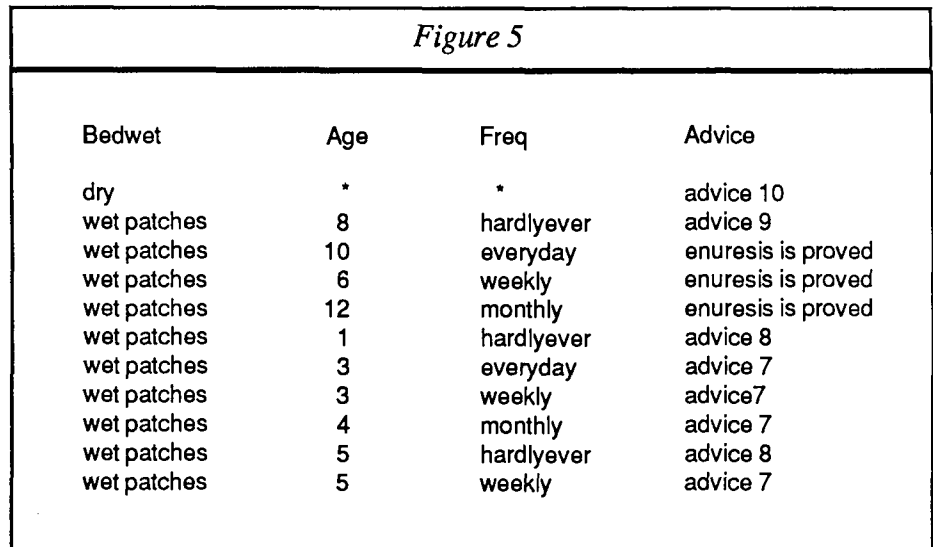 Figure 5
Bedwet Age Freq Advice
dry * * advice 10
wet patches 8 hardlyever advice 9
wet patches 10 everyday enuresis is proved
wet patches 6 weekly enuresis is proved
wet patches 12 monthly enuresis is proved
wet patches 1 hardlyever advice 8
wet patches 3 everyday advice 7
wet patches 3 weekly advice7
wet patches 4 monthly advice 7
wet patches 5 hardlyever advice 8
wet patches 5 weekly advice 7